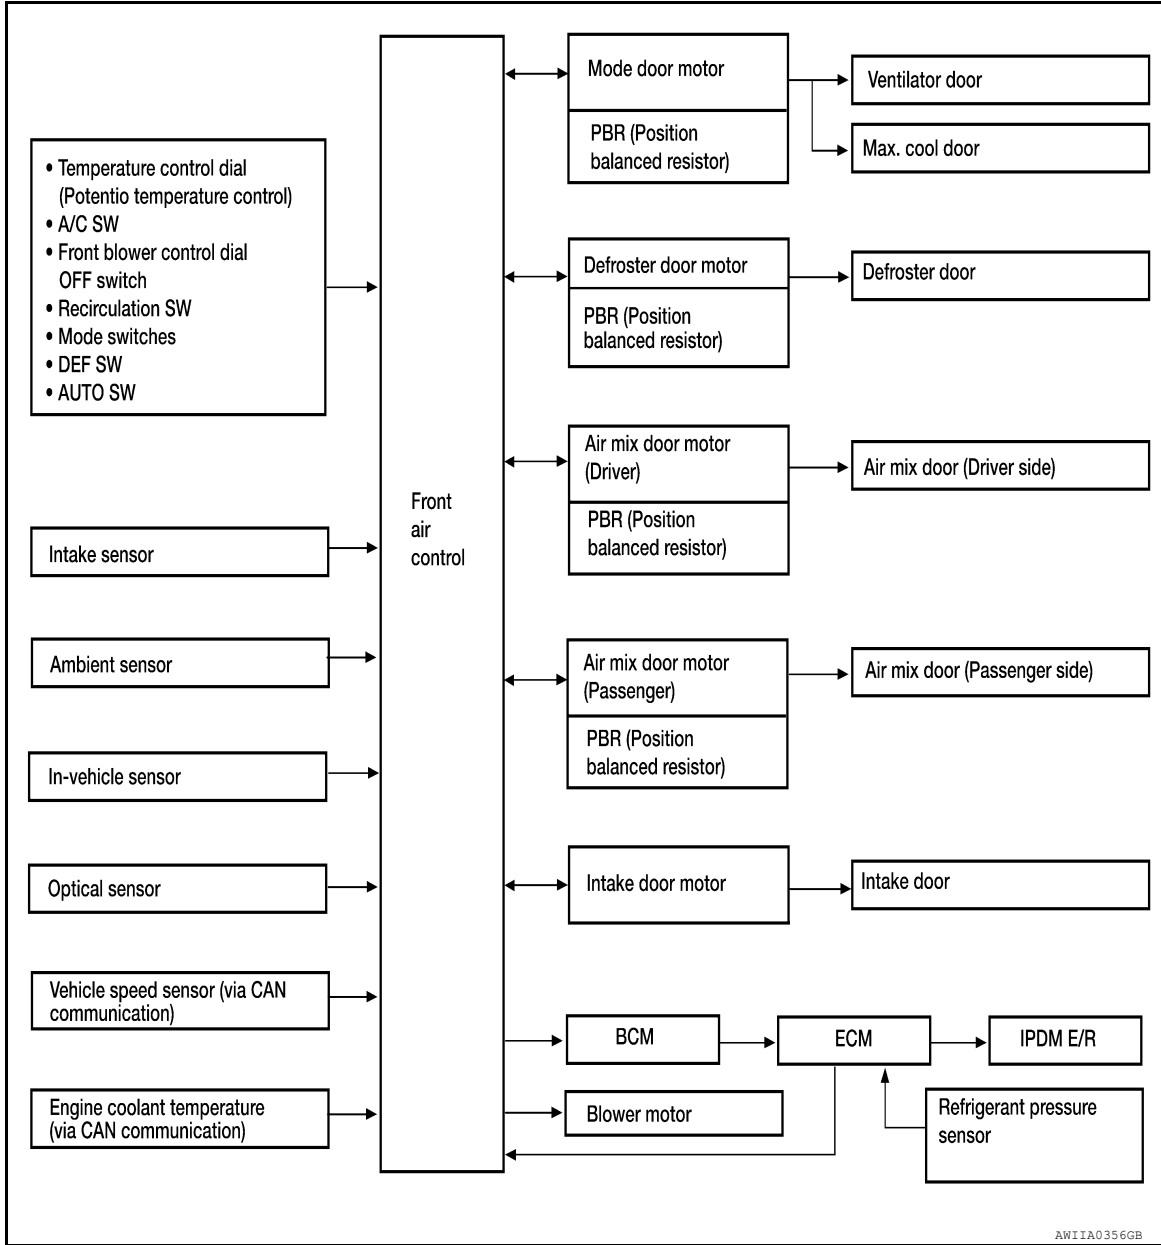 • Temperature control dial
(Potentio temperature control)
• A/C SW
• Front blower control dial
OFF switch
• Recirculation SW
• Mode switches
• DEF SW
• AUTO SW
Intake sensor
Ambient sensor
In-vehicle sensor
Optical sensor
Vehicle speed sensor (via CAN
communication)
Engine coolant temperature
(via CAN communication)
Front
air
control
Mode door motor
PBR (Position
balanced resistor)
Ventilator door
Max. cool door
Defroster door motor
PBR (Position
balanced resistor)
Defroster door
Air mix door motor
(Driver)
PBR (Position
balanced resistor)
Air mix door (Driver side)
Air mix door motor
(Passenger)
PBR (Position
balanced resistor)
Air mix door (Passenger side)
Intake door motor
Intake door
BCM
ECM
IPDM E/R
Blower motor
Refrigerant pressure
sensor
AWIIA0356GB